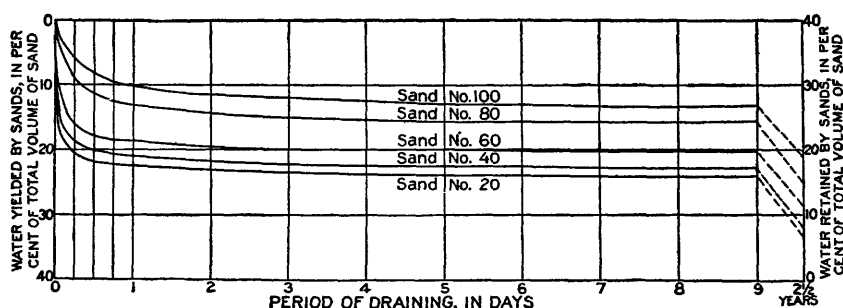 WATER YIELDED BY SANDS, IN PER
CENT OF TOTAL VOLUME OF SAND
0
10
20
30
40
Sand No. 100
Sand No. 80
Sand No. 60
Sand No. 40
Sand No. 20
40
30
20
10
0
WATER RETAINED BY SANDS, IN PER
CENT OF TOTAL VOLUME OF SAND
0 1 2 3 4 5 6 7 8 9 2½
YEARS
PERIOD OF DRAINING, IN DAYS